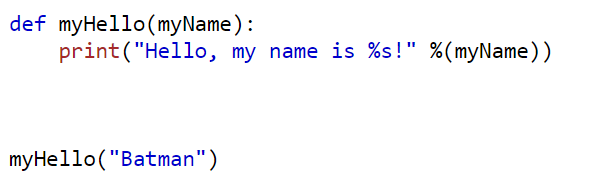 def myHello(myName):
    print("Hello, my name is %s!" %(myName))
myHello("Batman")